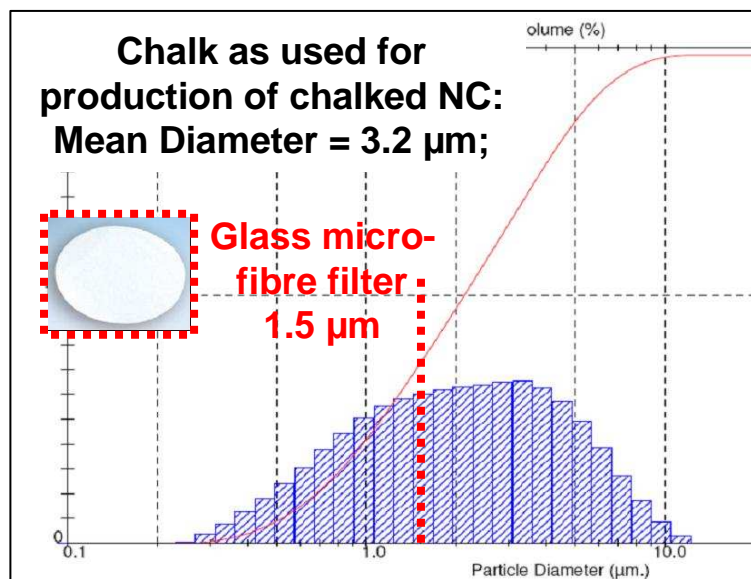 olume (%)
Chalk as used for
production of chalked NC:
Mean Diameter = 3.2 µm;
Glass micro-
fibre filter
1.5 µm
0
0.1
1.0
10.0
Particle Diameter (µm.)